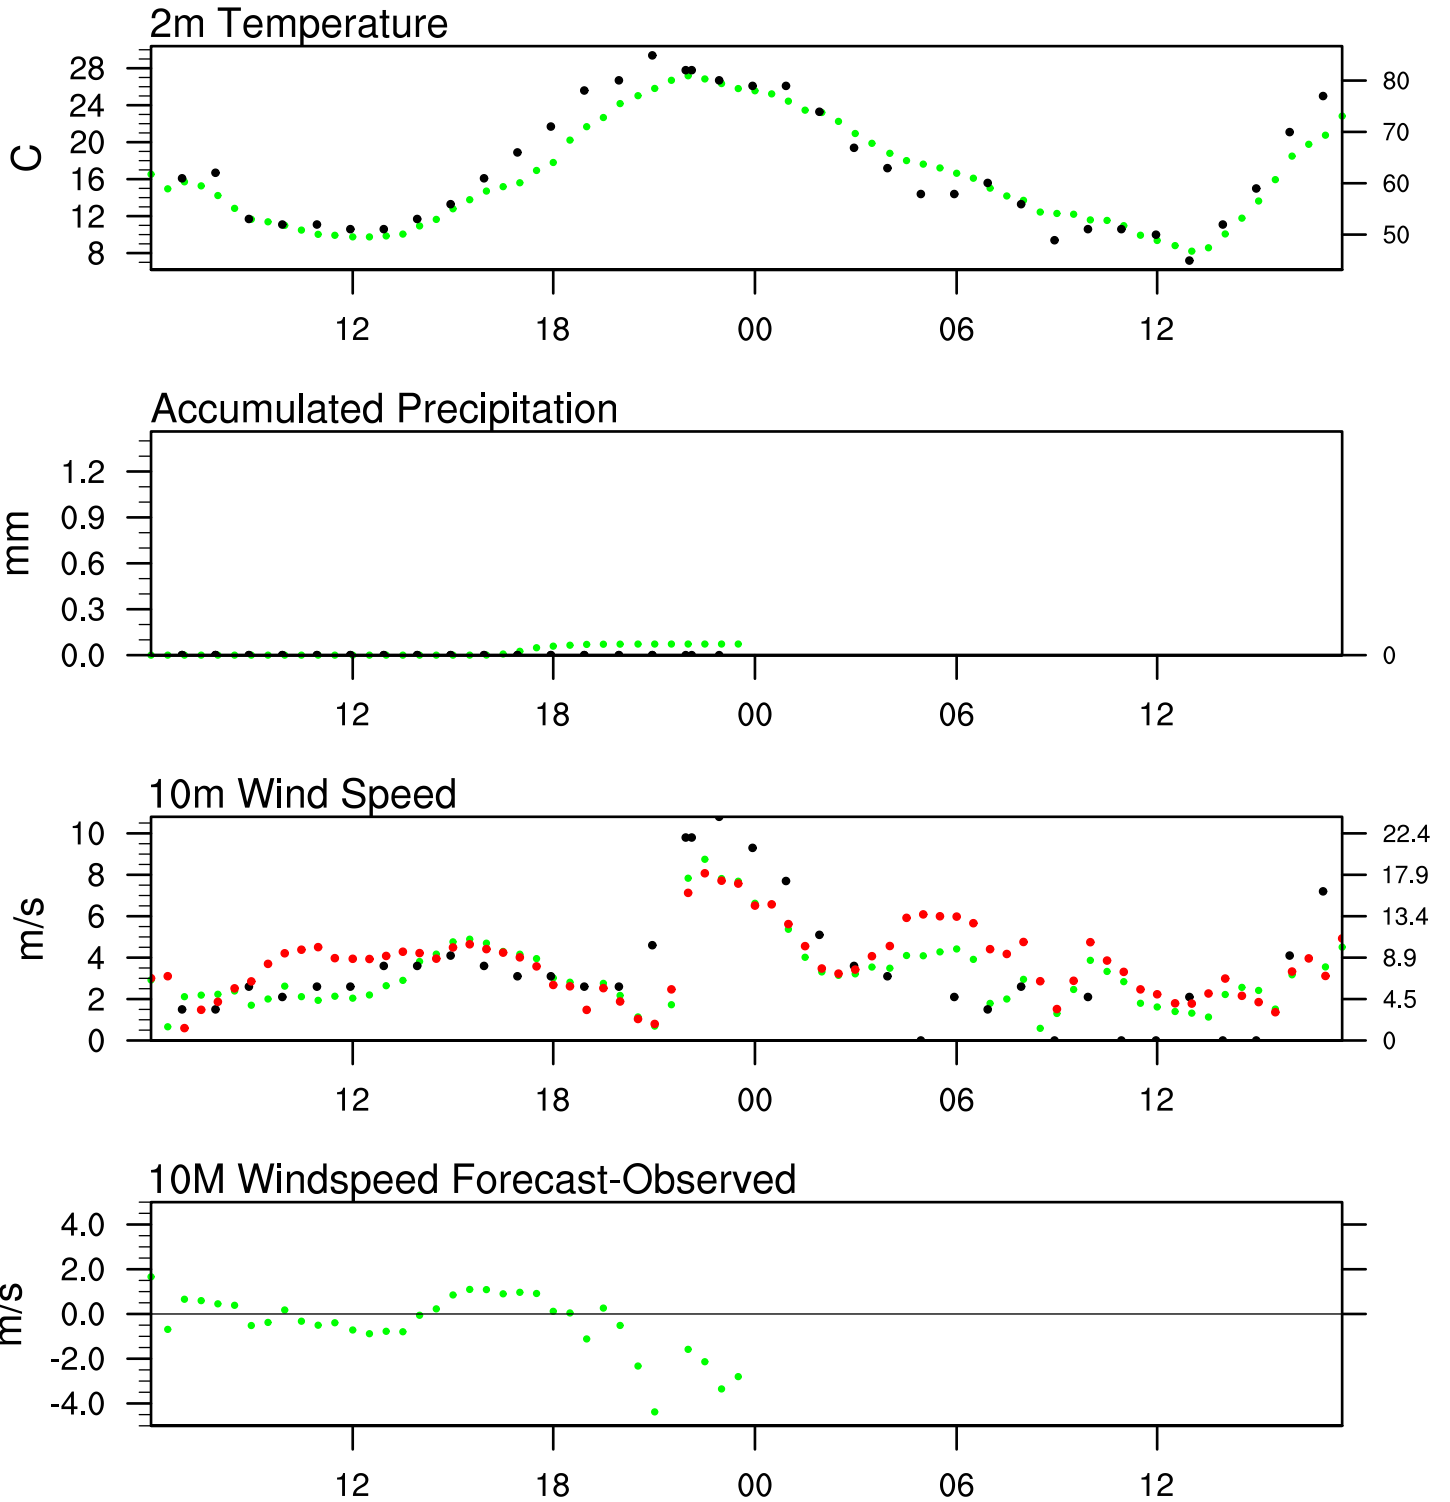 2m Temperature
C
28
24
20
16
12
8
80
70
60
50
12 18 00 06 12
Accumulated Precipitation
mm
1.2
0.9
0.6
0.3
0.0
0
12 18 00 06 12
10m Wind Speed
m/s
10
8
6
4
2
0
22.4
17.9
13.4
8.9
4.5
0
12 18 00 06 12
10M Windspeed Forecast-Observed
m/s
4.0
2.0
0.0
-2.0
-4.0
12 18 00 06 12